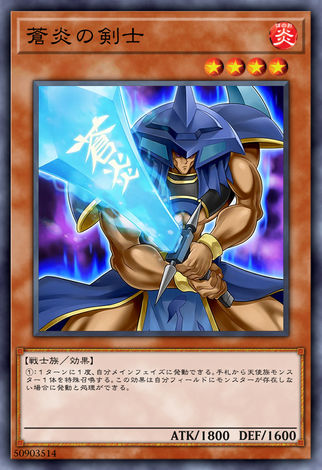 蒼炎の剣士
ほのお
炎
蒼炎
【戦士族／効果】
①:1ターンに1度、自分メインフェイズに発動できる。手札から天使族モンス
ター1体を特殊召喚する。この効果は自分フィールドにモンスターが存在しな
い場合に発動と処理ができる。
ATK/1800 DEF/1600
50903514